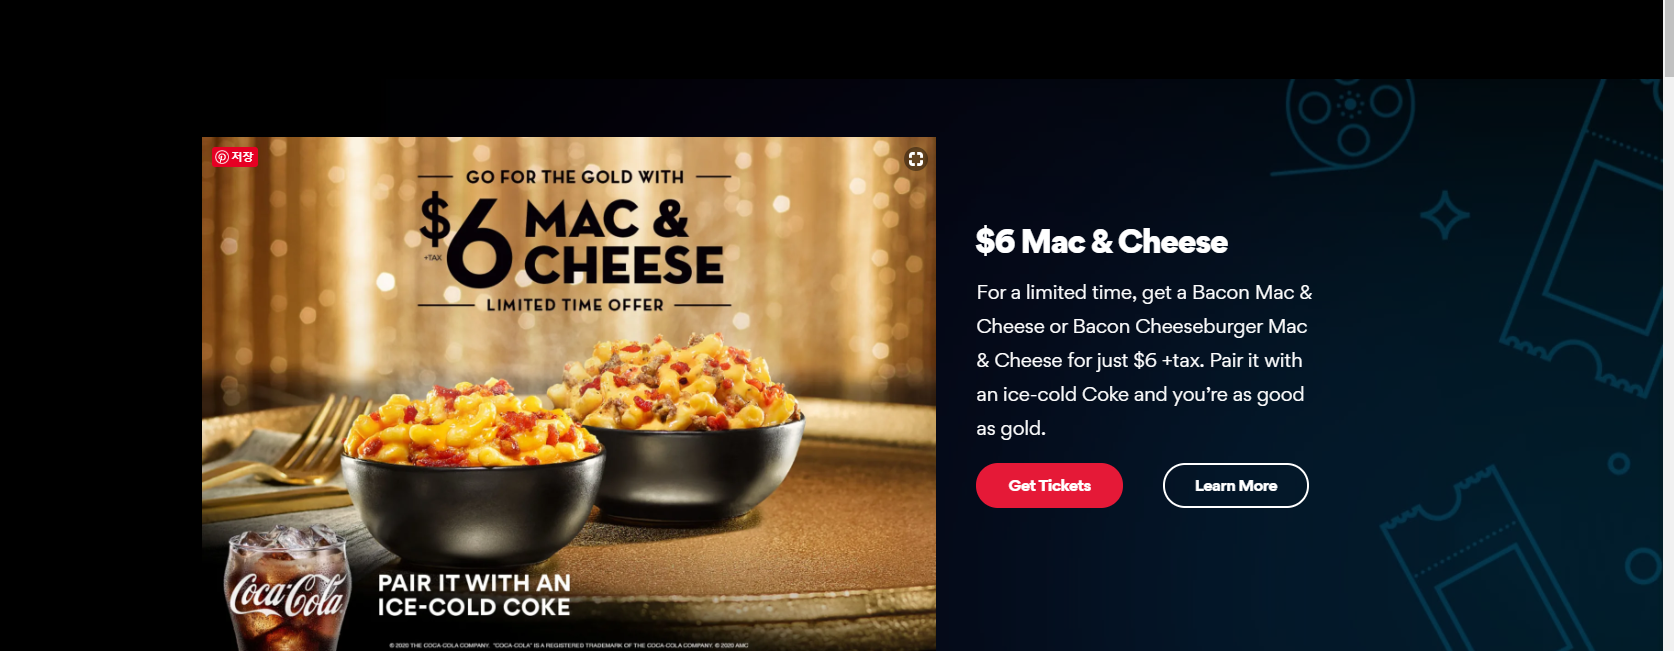 저장
GO FOR THE GOLD WITH
$6 MAC &
+TAX CHEESE
LIMITED TIME OFFER
Coca-Cola
PAIR IT WITH AN
ICE-COLD COKE
© 2020 THE COCA-COLA COMPANY. "COCA-COLA" IS A REGISTERED TRADEMARK OF THE COCA-COLA COMPANY. © 2020 AMC
$6 Mac & Cheese
For a limited time, get a Bacon Mac &
Cheese or Bacon Cheeseburger Mac
& Cheese for just $6 +tax. Pair it with
an ice-cold Coke and you’re as good
as gold.
Get Tickets
Learn More